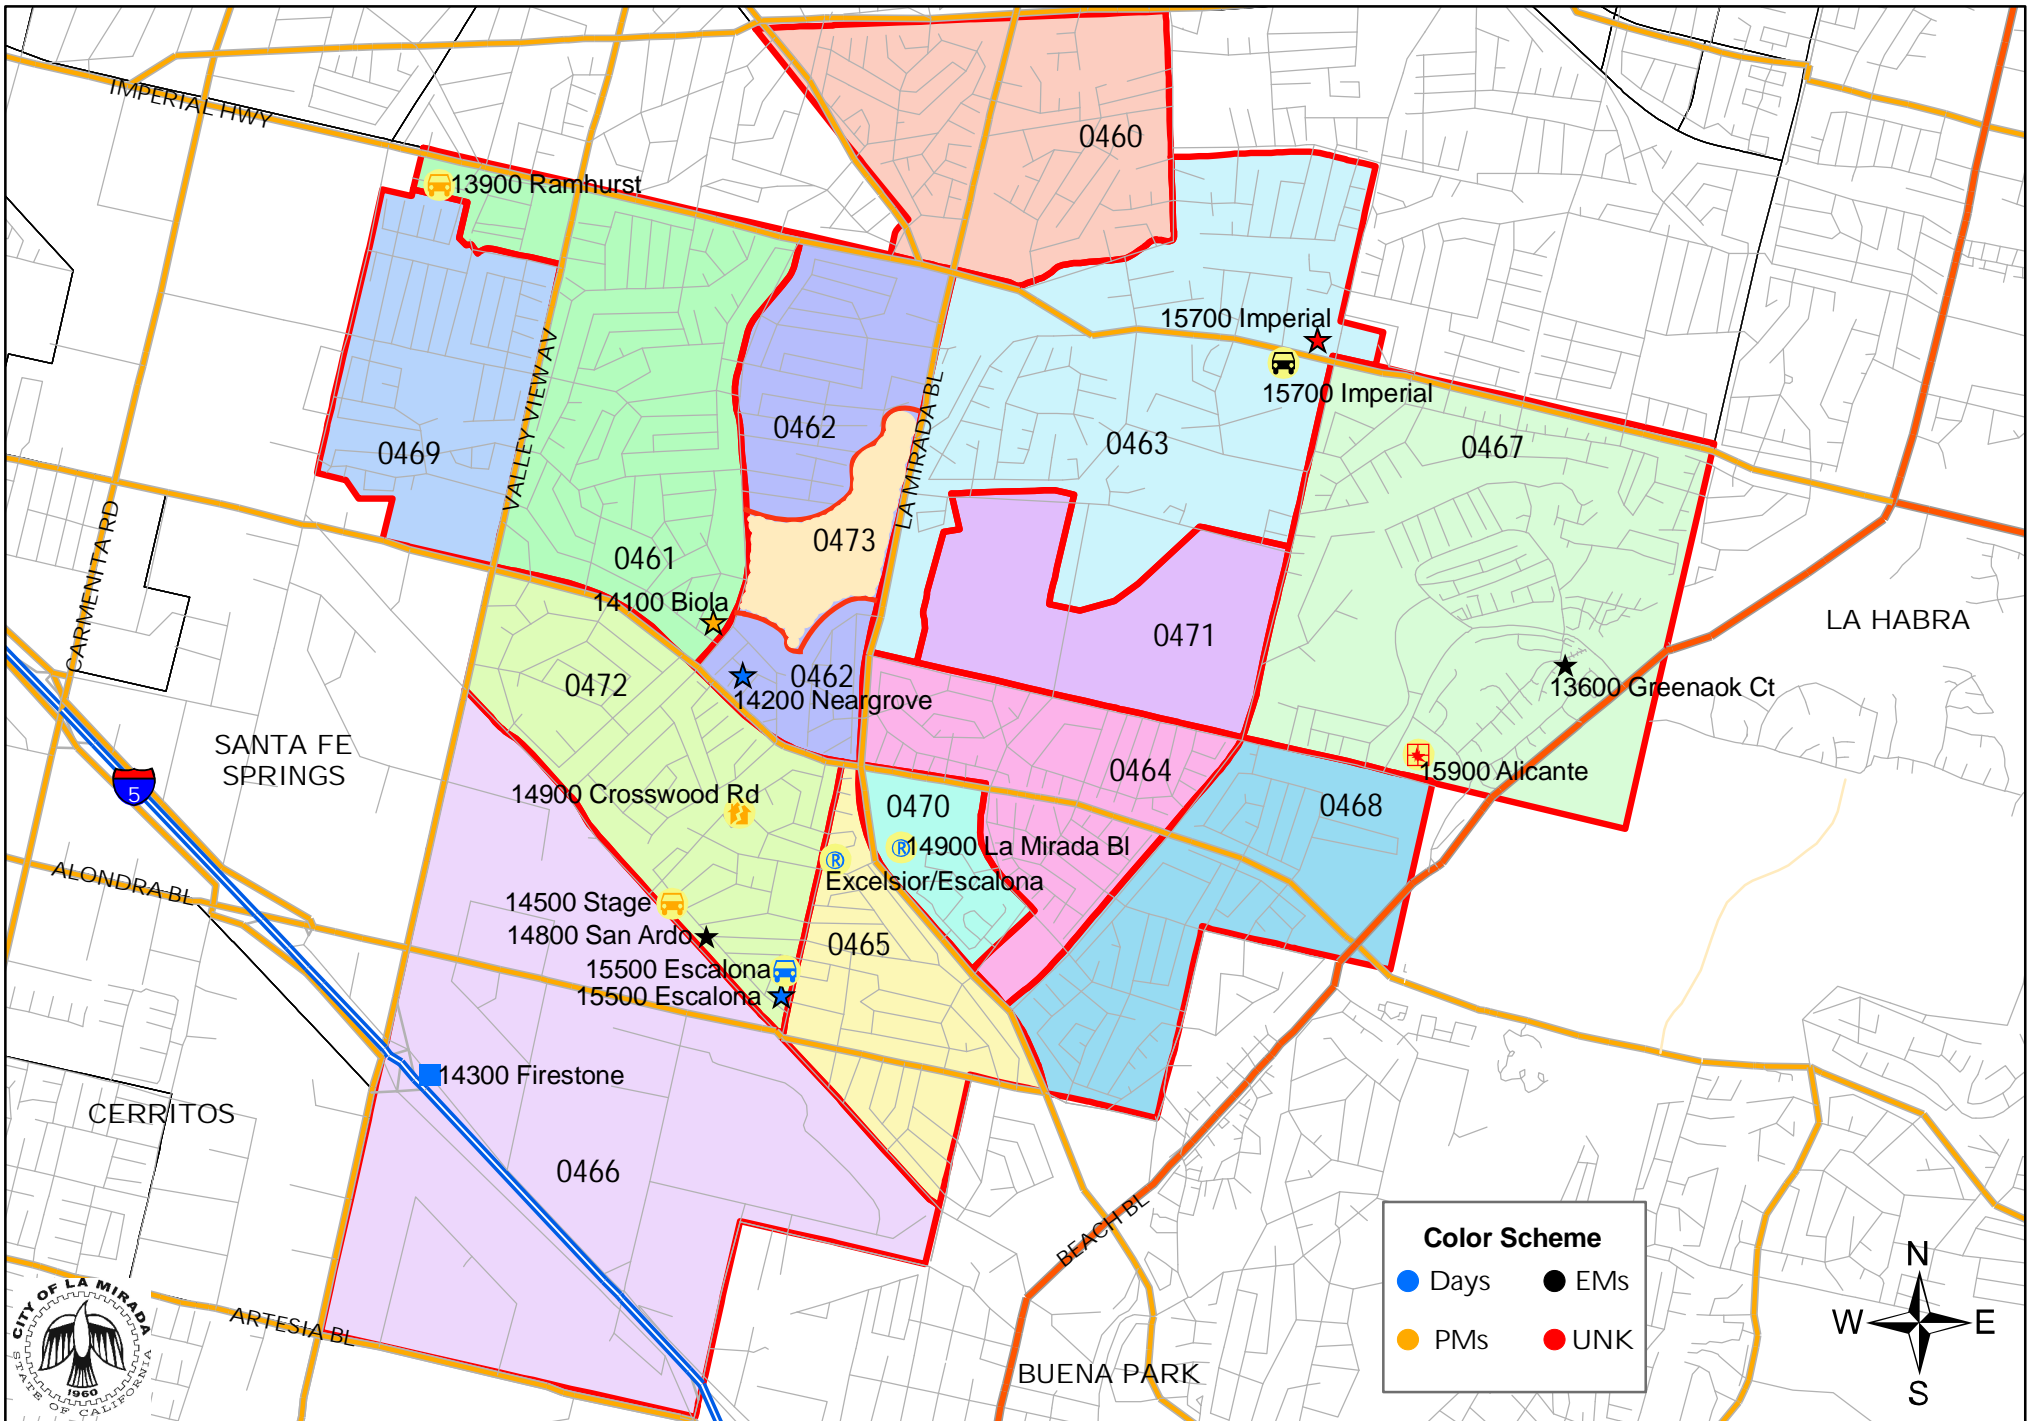 IMPERIAL HWY
0460
13900 Ramhurst
15700 Imperial
15700 Imperial
VALLEY VIEW AV
LA MIRADA BL
0462
0463
0467
0469
CARMENITA RD
0473
0461
14100 Biola
0471
LA HABRA
0472
0462
14200 Neargrove
13600 Greenaok Ct
SANTA FE
SPRINGS
5
14900 Crosswood Rd
0464
15900 Alicante
0470
0468
14900 La Mirada Bl
®
®
Excelsior/Escalona
ALONDRA BL
14500 Stage
14800 San Ardo
0465
15500 Escalona
15500 Escalona
14300 Firestone
CERRITOS
0466
BEACH BL
Color Scheme
Days
EMs
PMs
UNK
N
W
E
S
CITY OF LA MIRADA
STATE OF CALIFORNIA
1960
ARTESIA BL
BUENA PARK